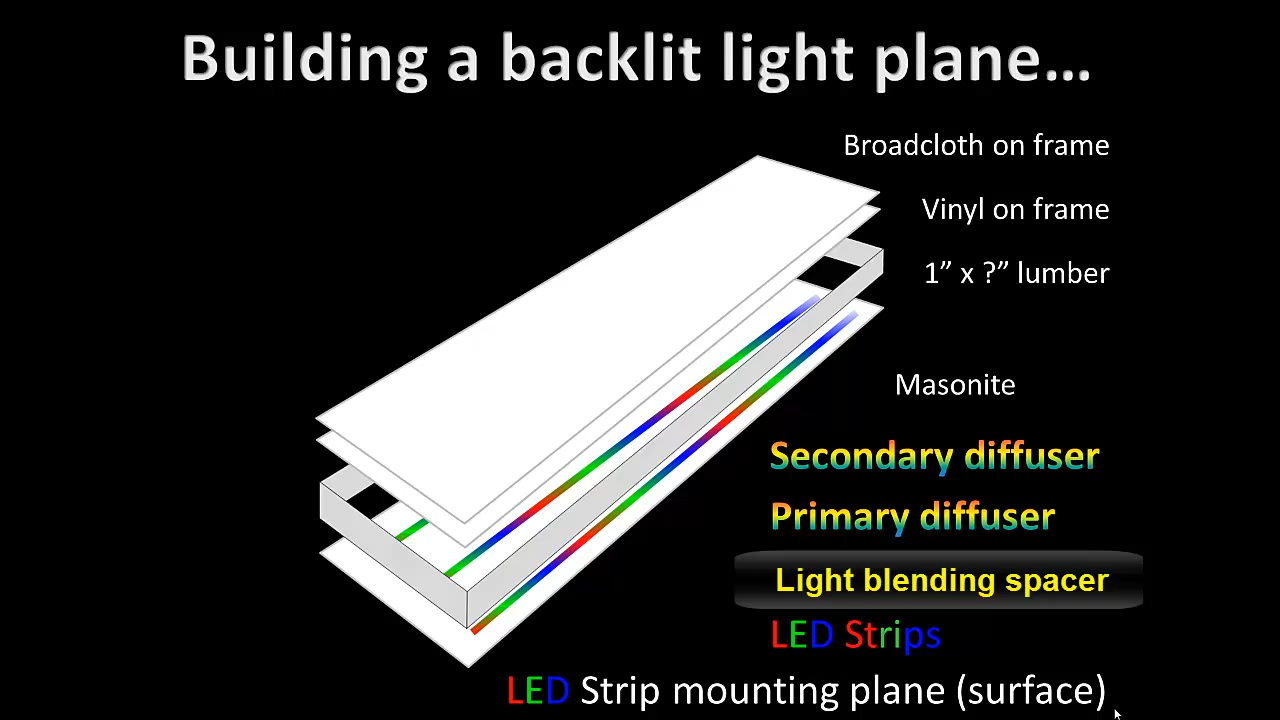 Building a backlit light plane…
Broadcloth on frame
Vinyl on frame
1” x ?” lumber
Masonite
Secondary diffuser
Primary diffuser
Light blending spacer
LED Strips
LED Strip mounting plane (surface)